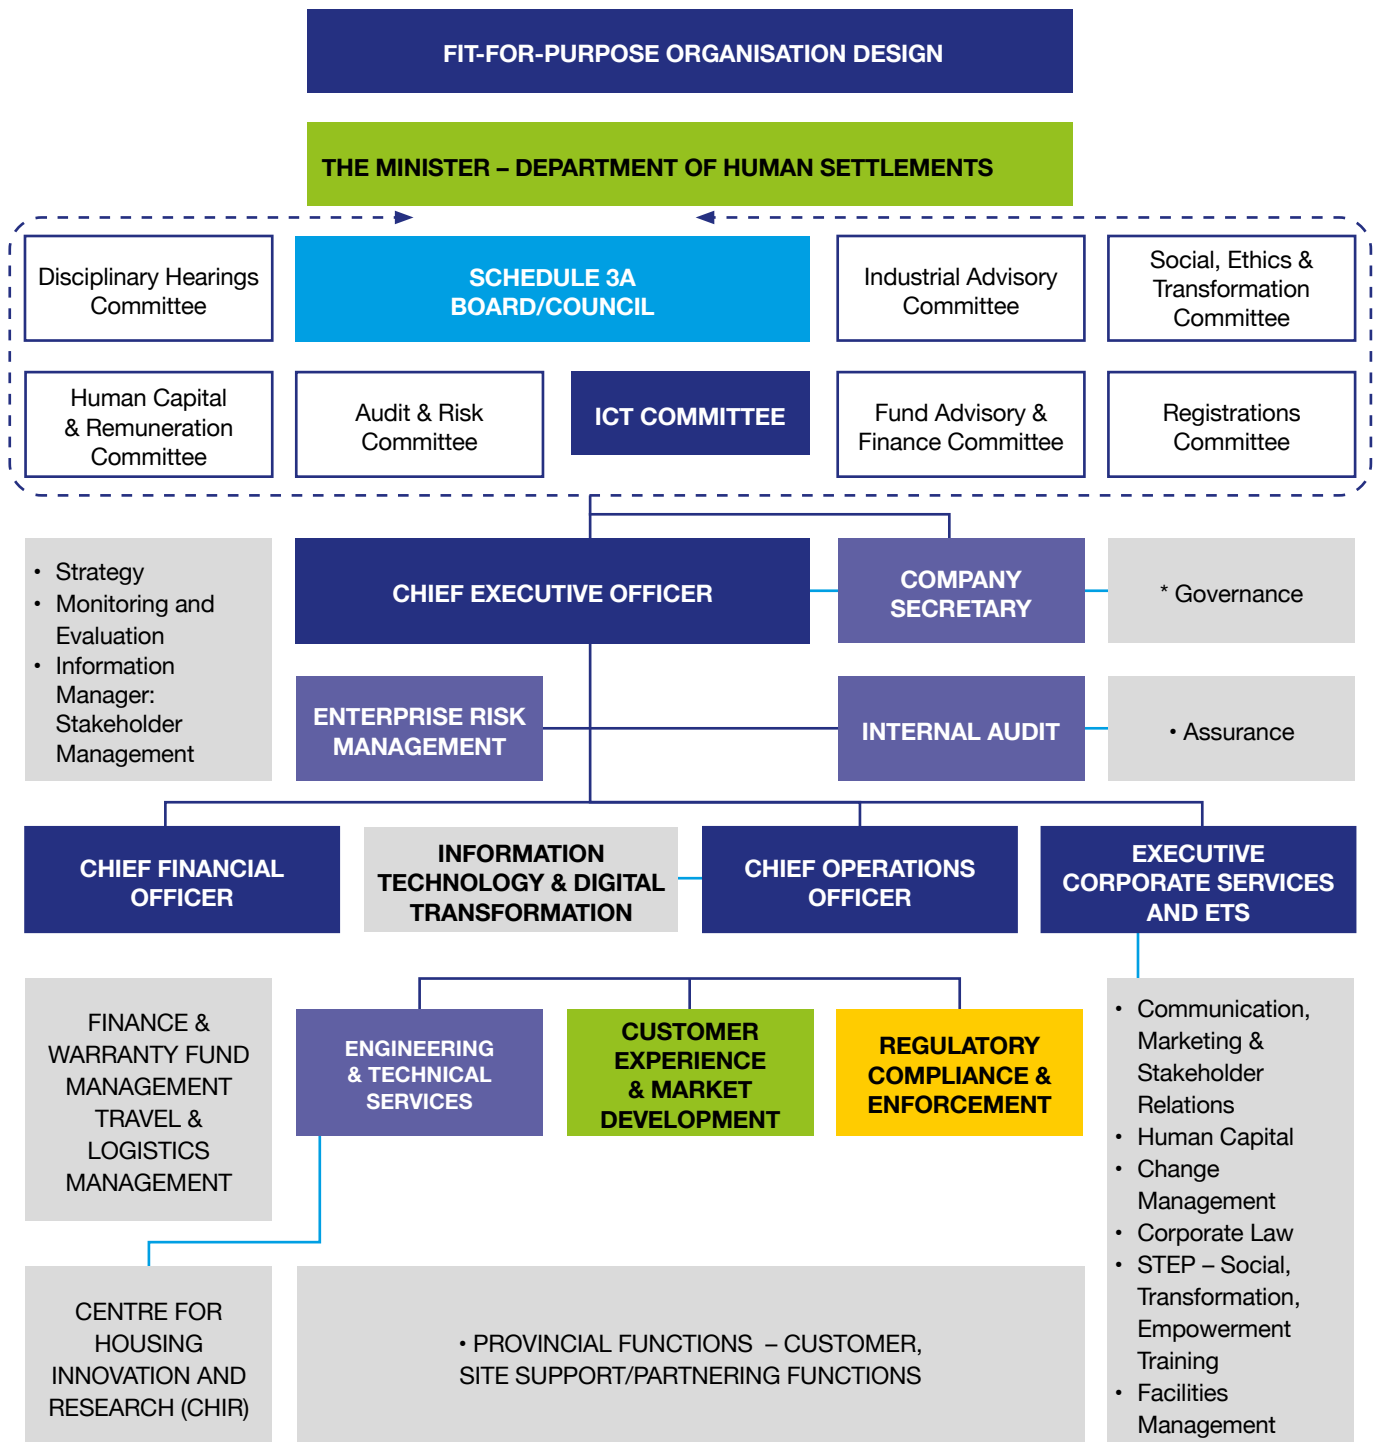 FIT-FOR-PURPOSE ORGANISATION DESIGN
THE MINISTER – DEPARTMENT OF HUMAN SETTLEMENTS
Disciplinary Hearings
Committee
SCHEDULE 3A
BOARD/COUNCIL
Industrial Advisory
Committee
Social, Ethics &
Transformation
Committee
Human Capital
& Remuneration
Committee
Audit & Risk
Committee
ICT COMMITTEE
Fund Advisory &
Finance Committee
Registrations
Committee
• Strategy
• Monitoring and
Evaluation
• Information
Manager:
Stakeholder
Management
CHIEF EXECUTIVE OFFICER
COMPANY
SECRETARY
* Governance
ENTERPRISE RISK
MANAGEMENT
INTERNAL AUDIT
• Assurance
CHIEF FINANCIAL
OFFICER
INFORMATION
TECHNOLOGY & DIGITAL
TRANSFORMATION
CHIEF OPERATIONS
OFFICER
EXECUTIVE
CORPORATE SERVICES
AND ETS
FINANCE &
WARRANTY FUND
MANAGEMENT
TRAVEL &
LOGISTICS
MANAGEMENT
ENGINEERING
& TECHNICAL
SERVICES
CUSTOMER
EXPERIENCE
& MARKET
DEVELOPMENT
REGULATORY
COMPLIANCE &
ENFORCEMENT
• Communication,
Marketing &
Stakeholder
Relations
• Human Capital
• Change
Management
• Corporate Law
• STEP – Social,
Transformation,
Empowerment
Training
• Facilities
Management
CENTRE FOR
HOUSING
INNOVATION AND
RESEARCH (CHIR)
• PROVINCIAL FUNCTIONS – CUSTOMER,
SITE SUPPORT/PARTNERING FUNCTIONS